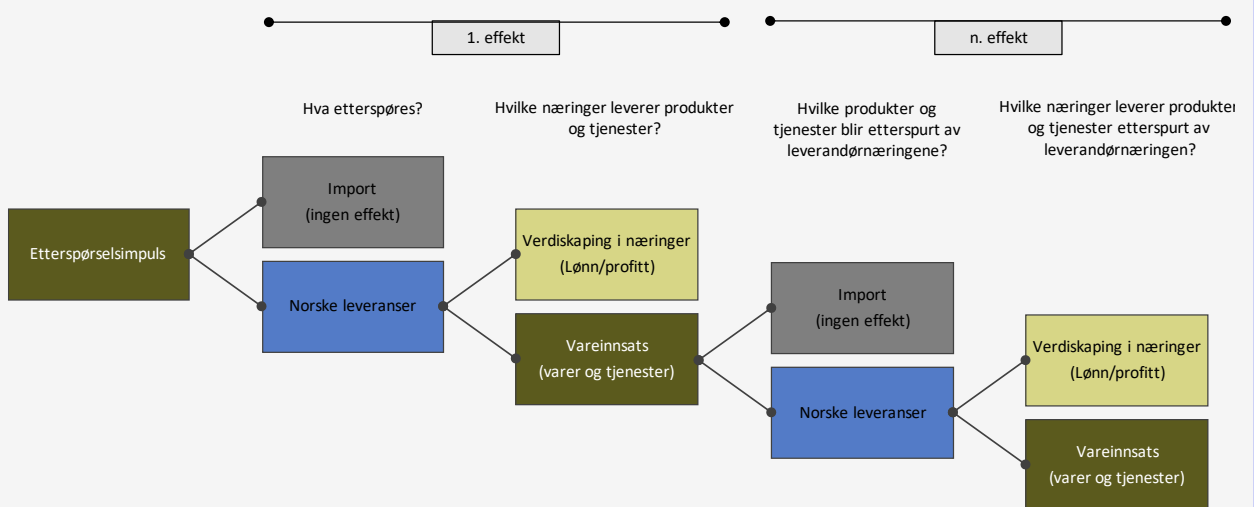 1. effekt
n. effekt
Hva etterspøres?
Hvilke næringer leverer produkter
og tjenester?
Hvilke produkter og
tjenester blir etterspurt av
leverandørnæringene?
Hvilke næringer leverer produkter
og tjenester etterspurt av
leverandørnæringen?
Etterspørselsimpuls
Import
(ingen effekt)
Norske leveranser
Verdiskaping i næringer
(Lønn/profitt)
Vareinnsats
(varer og tjenester)
Import
(ingen effekt)
Norske leveranser
Verdiskaping i næringer
(Lønn/profitt)
Vareinnsats
(varer og tjenester)